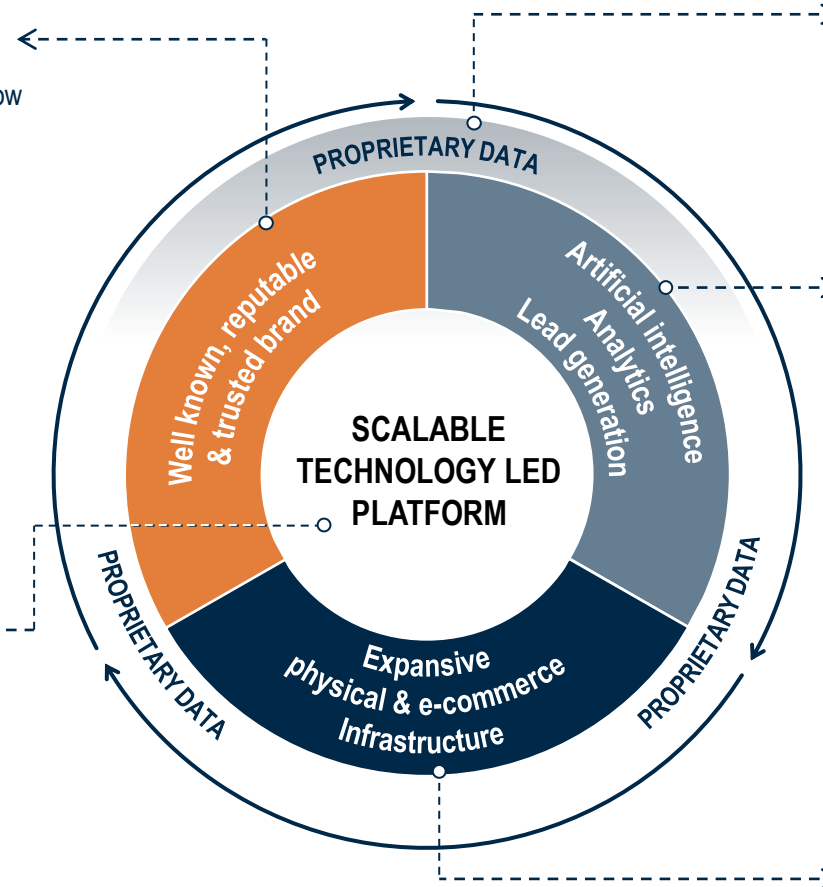 ow
PROPRIETARY DATA
Well known, reputable
& trusted brand
Artificial intelligence
Analytics
Lead generation
SCALABLE
TECHNOLOGY LED
PLATFORM
PROPRIETARY DATA
PROPRIETARY DATA
Expansive
physical & e-commerce
Infrastructure